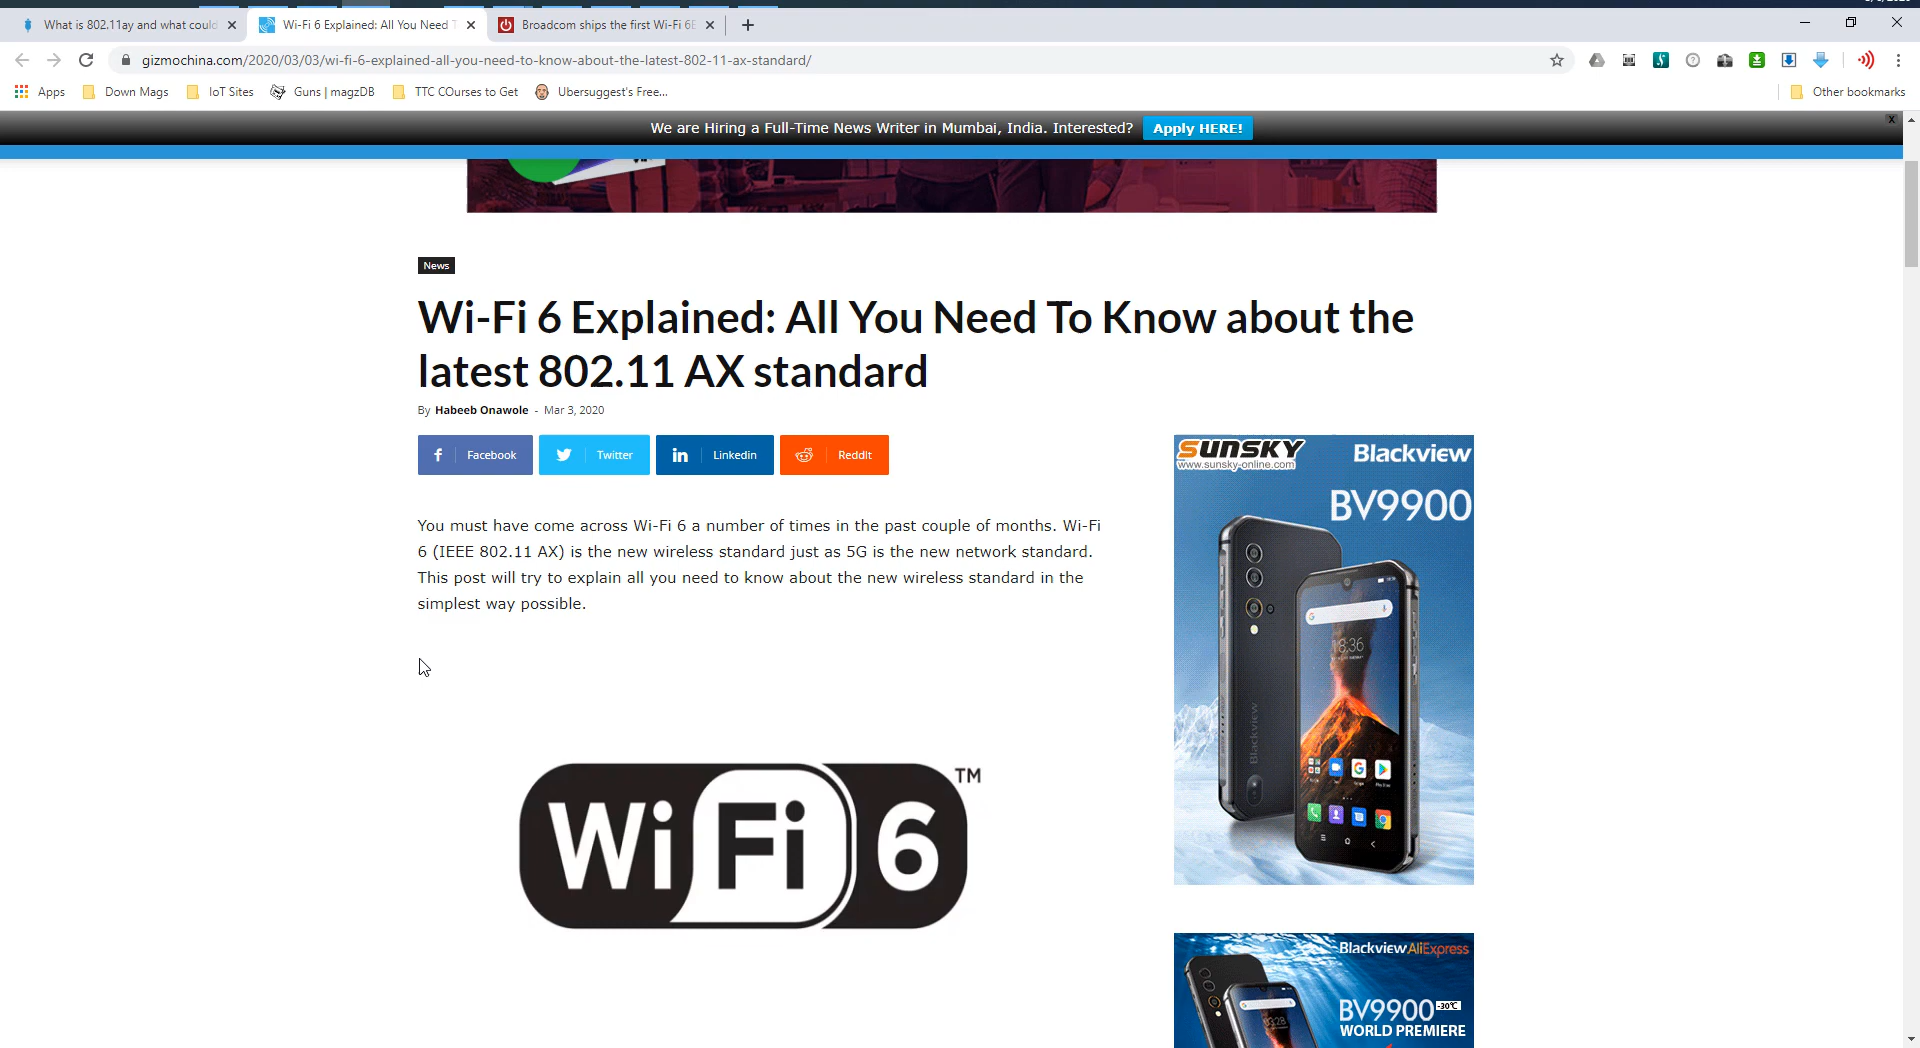 What is 802.11ay and what could
Wi-Fi 6 Explained: All You Need T
Broadcom ships the first Wi-Fi 6E
gizmochina.com/2020/03/03/wi-fi-6-explained-all-you-need-to-know-about-the-latest-802-11-ax-standard/
Apps
Down Mags
IoT Sites
Guns | magzDB
TTC COurses to Get
Ubersuggest's Free...
Other bookmarks
We are Hiring a Full-Time News Writer in Mumbai, India. Interested? Apply HERE!
X
News
Wi-Fi 6 Explained: All You Need To Know about the
latest 802.11 AX standard
By Habeeb Onawole - Mar 3, 2020
Facebook
Twitter
Linkedin
ReddIt
You must have come across Wi-Fi 6 a number of times in the past couple of months. Wi-Fi
6 (IEEE 802.11 AX) is the new wireless standard just as 5G is the new network standard.
This post will try to explain all you need to know about the new wireless standard in the
simplest way possible.
WiFi 6 TM
SUNSKY
www.sunsky-online.com
Blackview
BV9900
18:36
Blackview
Blackview AliExpress
03:28
BV9900 -30℃
WORLD PREMIERE